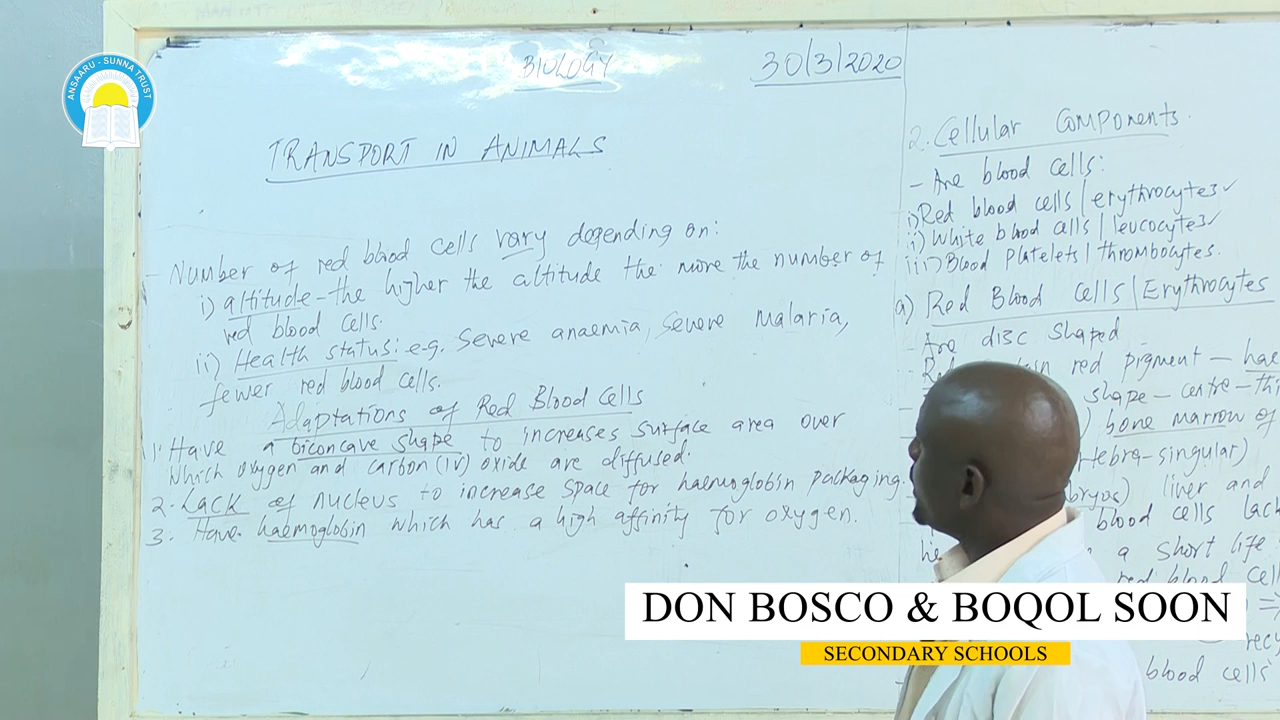 ANSAARU - SUNNA TRUST
BIOLOGY
30/3/2020
TRANSPORT IN ANIMALS
- Number of red blood cells vary depending on:
i) altitude - the higher the altitude the more the number of
red blood cells.
ii) Health status: e.g. severe anaemia, severe malaria,
fewer red blood cells.
Adaptations of Red Blood Cells
1. Have a biconcave shape to increases surface area over
which oxygen and carbon (IV) oxide are diffused.
2. Lack of nucleus to increase space for haemoglobin packaging.
3. Have haemoglobin which has a high affinity for oxygen.
2. Cellular Components.
- Are blood cells:
i) Red blood cells / erythrocytes ✓
ii) White blood cells / leucocytes ✓
iii) Blood Platelets / thrombocytes.
a) Red Blood Cells / Erythrocytes
- Are disc shaped
red pigment - hae
shape - centre - th
bone marrow of
- singular)
liver and
blood cells lack
a short life
red blood cell
blood cells
DON BOSCO & BOQOL SOON
SECONDARY SCHOOLS